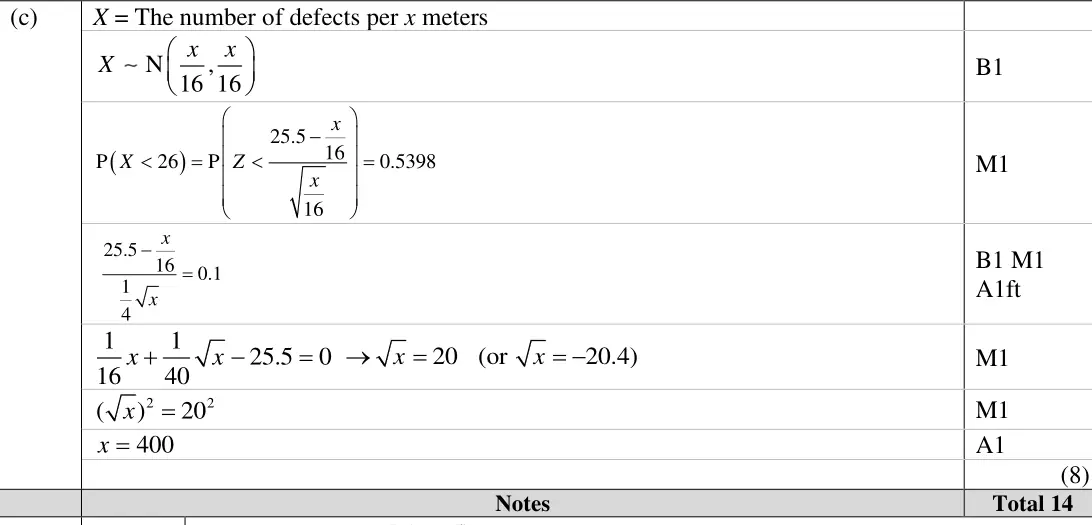 (c) X = The number of defects per x meters
X ~ N(x/16, x/16) B1
P(X < 26) = P(Z < (25.5 − x/16)/√(x/16)) = 0.5398 M1
(25.5 − x/16)/(1/4 √x) = 0.1 B1 M1 A1ft
1/16 x + 1/40 √x − 25.5 = 0 → √x = 20 (or √x = −20.4) M1
(√x)² = 20² M1
x = 400 A1
(8)
Notes Total 14